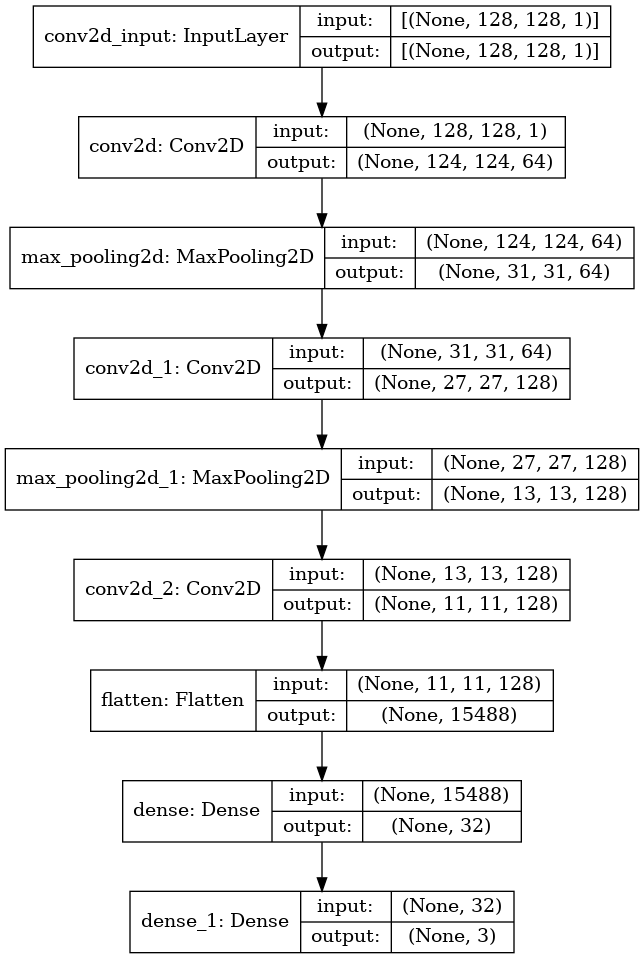 conv2d_input: InputLayer
input: [(None, 128, 128, 1)]
output: [(None, 128, 128, 1)]
conv2d: Conv2D
input: (None, 128, 128, 1)
output: (None, 124, 124, 64)
max_pooling2d: MaxPooling2D
input: (None, 124, 124, 64)
output: (None, 31, 31, 64)
conv2d_1: Conv2D
input: (None, 31, 31, 64)
output: (None, 27, 27, 128)
max_pooling2d_1: MaxPooling2D
input: (None, 27, 27, 128)
output: (None, 13, 13, 128)
conv2d_2: Conv2D
input: (None, 13, 13, 128)
output: (None, 11, 11, 128)
flatten: Flatten
input: (None, 11, 11, 128)
output: (None, 15488)
dense: Dense
input: (None, 15488)
output: (None, 32)
dense_1: Dense
input: (None, 32)
output: (None, 3)